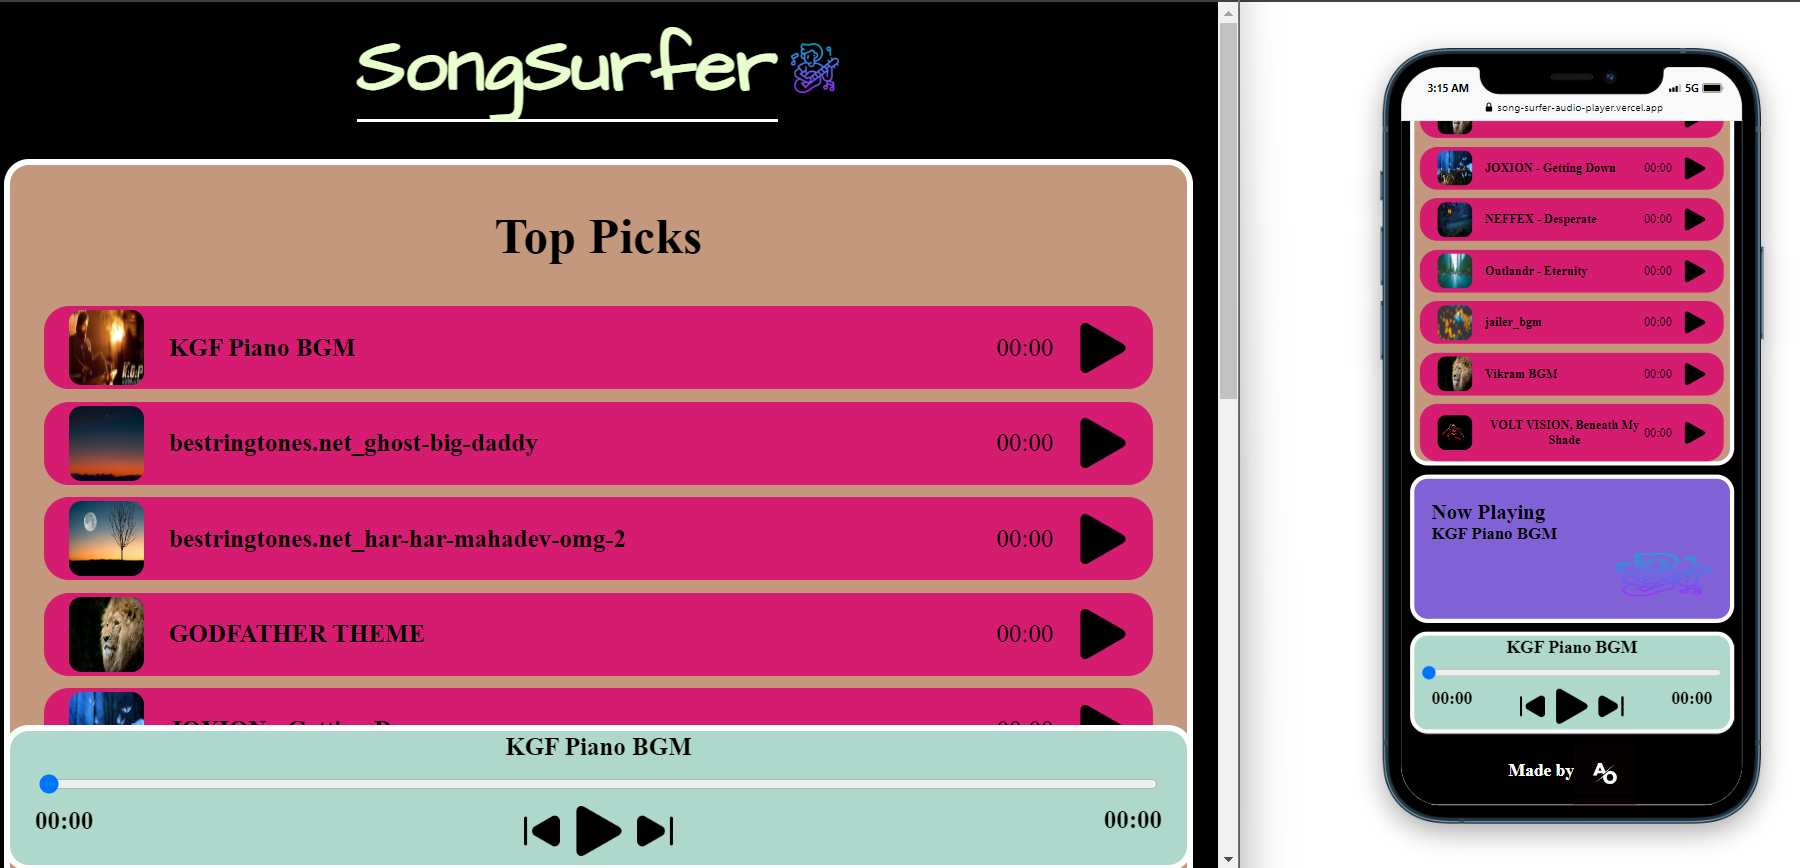 SongSurfer
Top Picks
KGF Piano BGM 00:00
bestringtones.net_ghost-big-daddy 00:00
bestringtones.net_har-har-mahadev-omg-2 00:00
GODFATHER THEME 00:00
KGF Piano BGM
00:00 00:00
3:15 AM 5G
song-surfer-audio-player.vercel.app
JOXION - Getting Down 00:00
NEFFEX - Desperate 00:00
Outlandr - Eternity 00:00
jailer_bgm 00:00
Vikram BGM 00:00
VOLT VISION, Beneath My
Shade 00:00
Now Playing
KGF Piano BGM
KGF Piano BGM
00:00 00:00
Made by AO